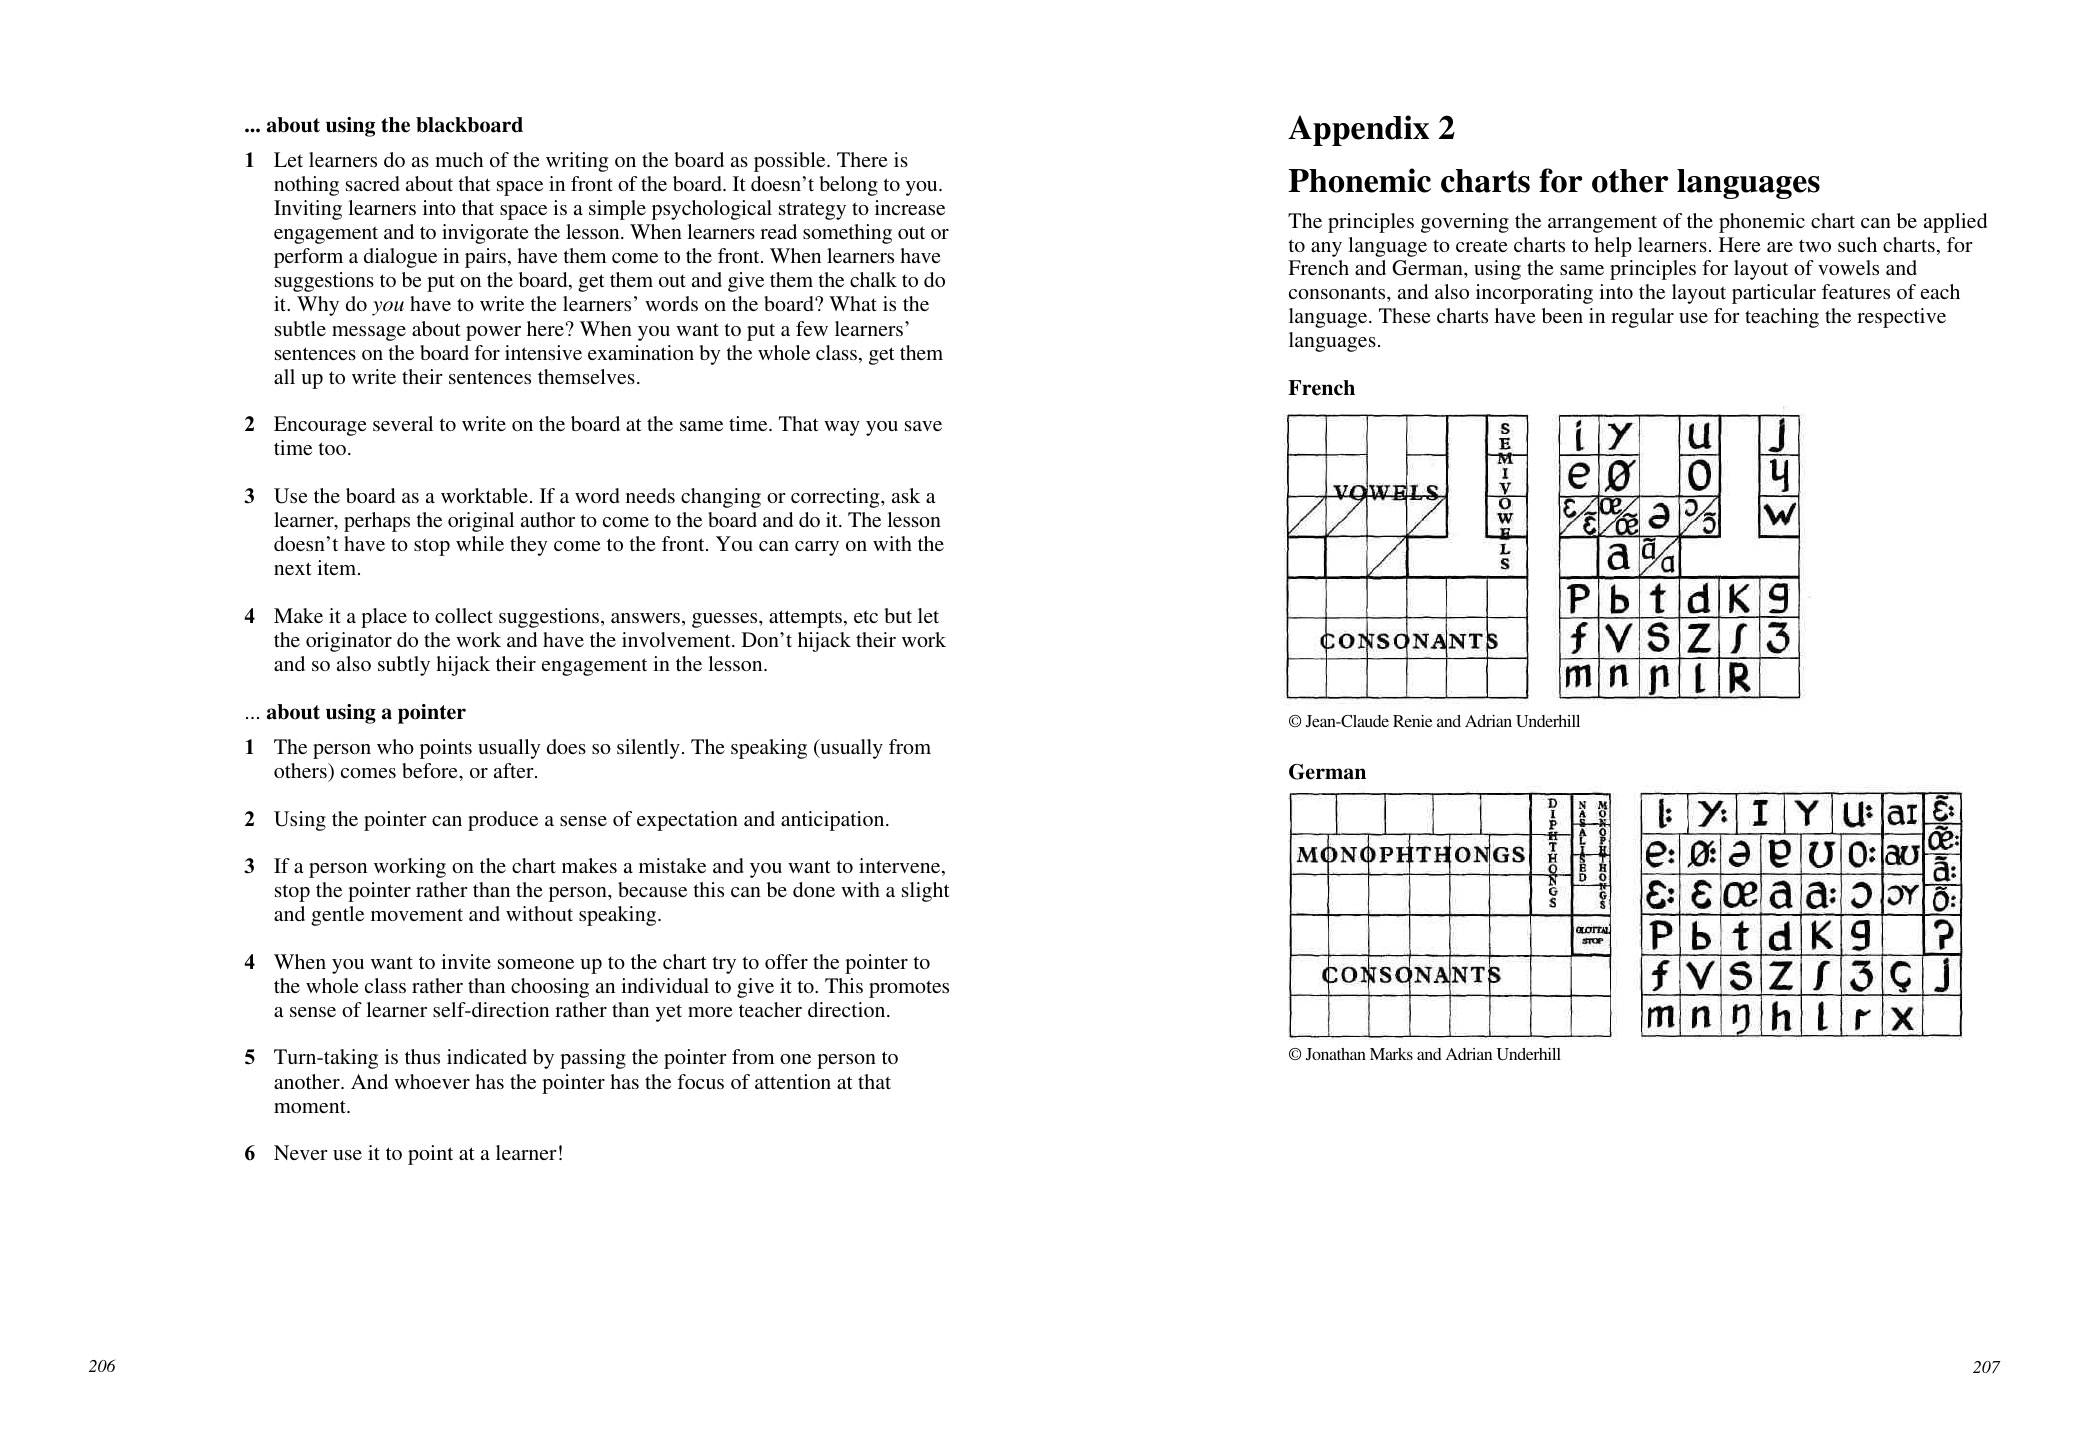 ... about using the blackboard
1 Let learners do as much of the writing on the board as possible. There is
nothing sacred about that space in front of the board. It doesn't belong to you.
Inviting learners into that space is a simple psychological strategy to increase
engagement and to invigorate the lesson. When learners read something out or
perform a dialogue in pairs, have them come to the front. When learners have
suggestions to be put on the board, get them out and give them the chalk to do
it. Why do you have to write the learners' words on the board? What is the
subtle message about power here? When you want to put a few learners'
sentences on the board for intensive examination by the whole class, get them
all up to write their sentences themselves.
2 Encourage several to write on the board at the same time. That way you save
time too.
3 Use the board as a worktable. If a word needs changing or correcting, ask a
learner, perhaps the original author to come to the board and do it. The lesson
doesn't have to stop while they come to the front. You can carry on with the
next item.
4 Make it a place to collect suggestions, answers, guesses, attempts, etc but let
the originator do the work and have the involvement. Don't hijack their work
and so also subtly hijack their engagement in the lesson.
... about using a pointer
1 The person who points usually does so silently. The speaking (usually from
others) comes before, or after.
2 Using the pointer can produce a sense of expectation and anticipation.
3 If a person working on the chart makes a mistake and you want to intervene,
stop the pointer rather than the person, because this can be done with a slight
and gentle movement and without speaking.
4 When you want to invite someone up to the chart try to offer the pointer to
the whole class rather than choosing an individual to give it to. This promotes
a sense of learner self-direction rather than yet more teacher direction.
5 Turn-taking is thus indicated by passing the pointer from one person to
another. And whoever has the pointer has the focus of attention at that
moment.
6 Never use it to point at a learner!
206
Appendix 2
Phonemic charts for other languages
The principles governing the arrangement of the phonemic chart can be applied
to any language to create charts to help learners. Here are two such charts, for
French and German, using the same principles for layout of vowels and
consonants, and also incorporating into the layout particular features of each
language. These charts have been in regular use for teaching the respective
languages.
French
VOWELS
SEMIVOWELS
CONSONANTS
i y u j
e ø o ɥ
ɛ ɛ̃ œ œ̃ ə ɔ ɔ̃ w
a ɑ̃ ɑ
p b t d k g
f v s z ʃ ʒ
m n ɲ l R
© Jean-Claude Renie and Adrian Underhill
German
MONOPHTHONGS
DIPHTHONGS
NASALISED MONOPHTHONGS
GLOTTAL STOP
CONSONANTS
i: y: I Y u: aɪ ɛ̃:
e: ø: ə ɐ ʊ o: aʊ œ̃:
ã:
ɛ: ɛ œ a a: ɔ ɔY õ:
p b t d k g ʔ
f v s z ʃ ʒ ç j
m n ŋ h l r x
© Jonathan Marks and Adrian Underhill
207